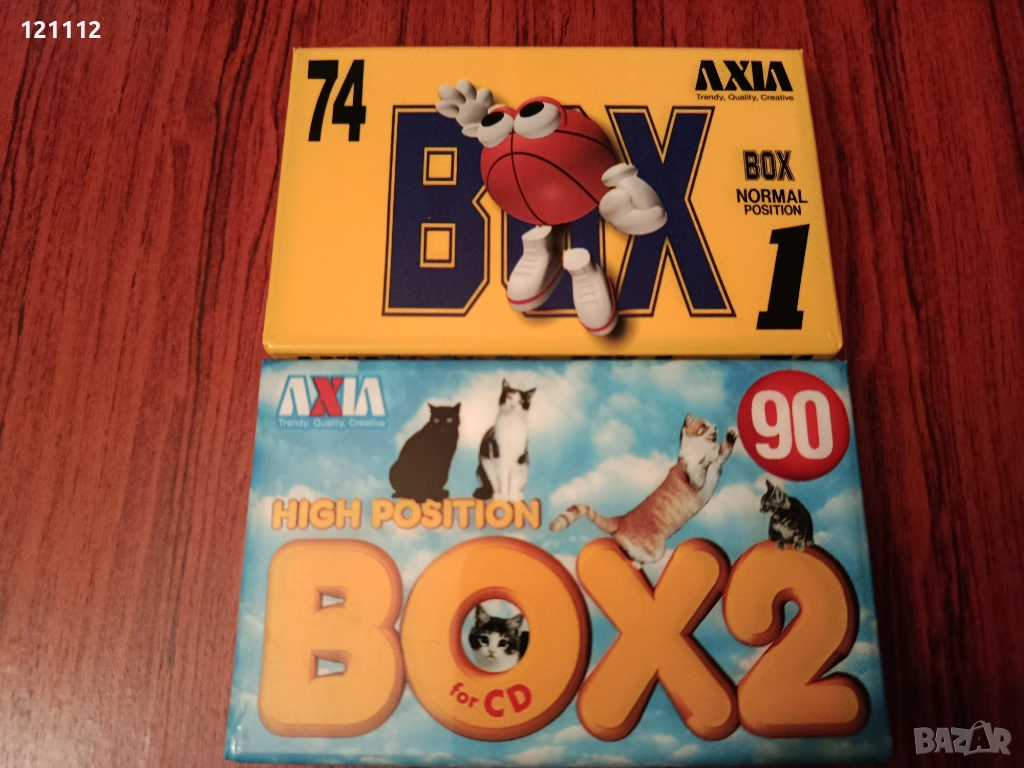 121112
74
AXIA
Trendy, Quality, Creative
BOX
BOX
NORMAL
POSITION
1
AXIA
Trendy, Quality, Creative
90
HIGH POSITION
BOX2
for CD
BAZAR